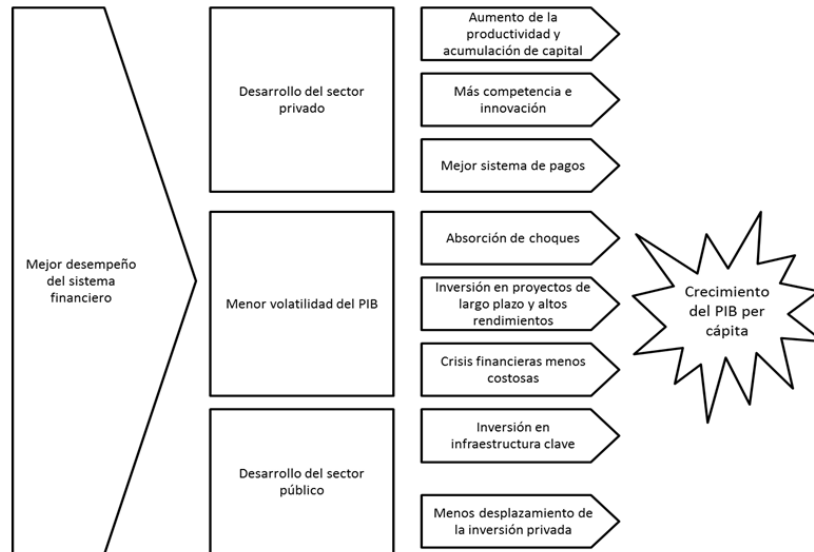 Mejor desempeño
del sistema
financiero
Desarrollo del sector
privado
Aumento de la
productividad y
acumulación de capital
Más competencia e
innovación
Mejor sistema de pagos
Menor volatilidad del PIB
Absorción de choques
Inversión en proyectos de
largo plazo y altos
rendimientos
Crisis financieras menos
costosas
Desarrollo del sector
público
Inversión en
infraestructura clave
Menos desplazamiento de
la inversión privada
Crecimiento
del PIB per
cápita